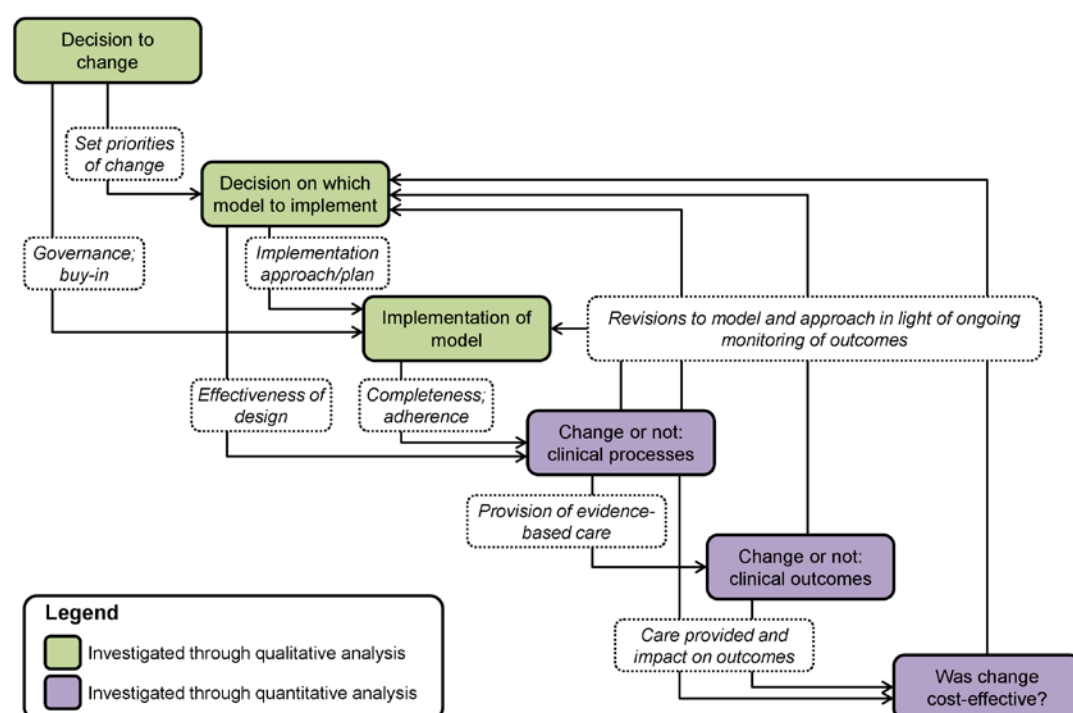 Decision to
change
Set priorities
of change
Decision on which
model to implement
Governance;
buy-in
Implementation
approach/plan
Implementation of
model
Revisions to model and approach in light of ongoing
monitoring of outcomes
Effectiveness of
design
Completeness;
adherence
Change or not:
clinical processes
Provision of evidence-
based care
Change or not:
clinical outcomes
Care provided and
impact on outcomes
Was change
cost-effective?
Legend
Investigated through qualitative analysis
Investigated through quantitative analysis